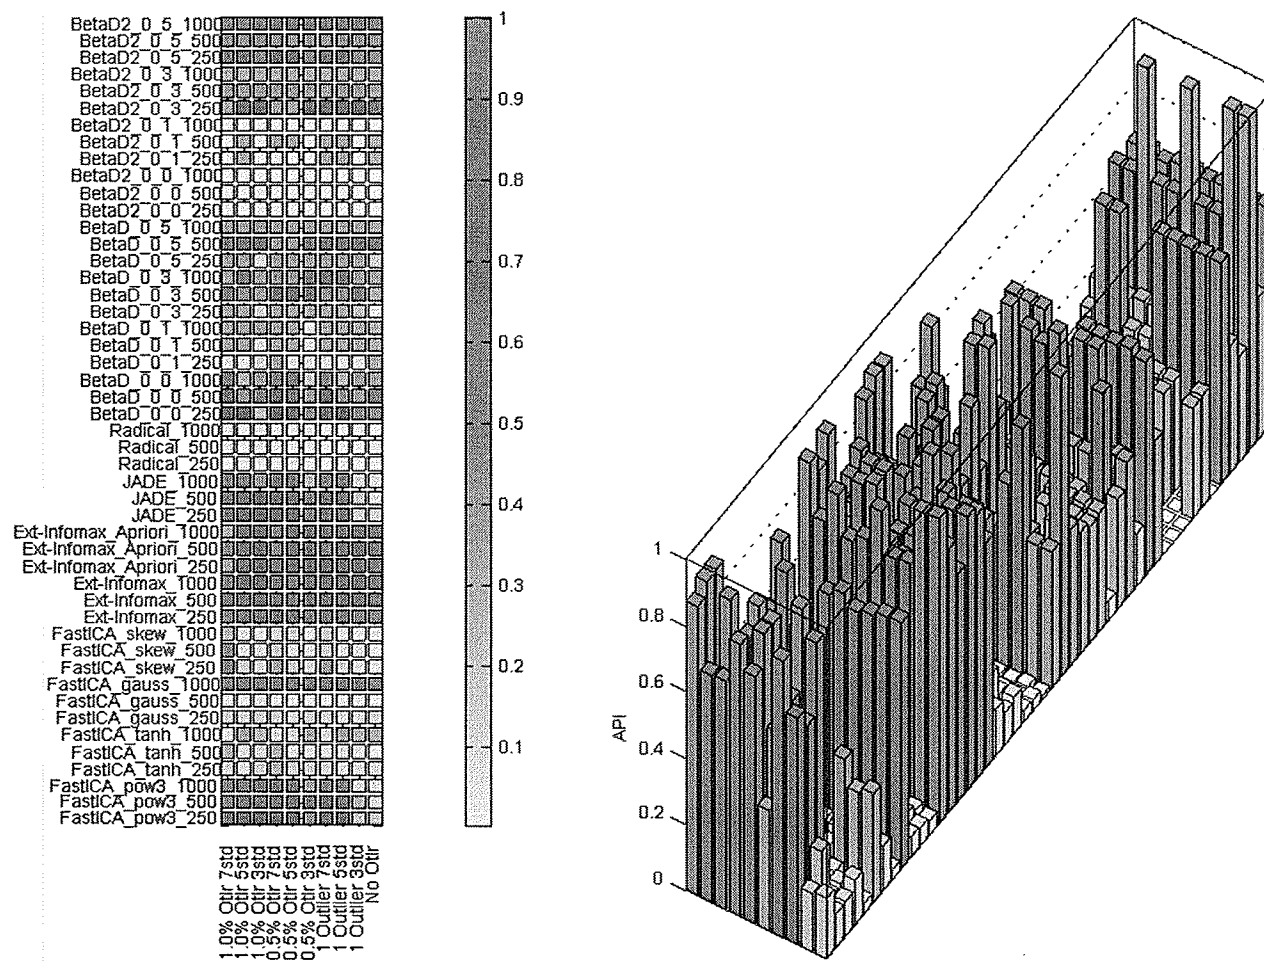 BetaD2_0_5_1000
BetaD2_0_5_500
BetaD2_0_5_250
BetaD2_0_3_1000
BetaD2_0_3_500
BetaD2_0_3_250
BetaD2_0_1_1000
BetaD2_0_1_500
BetaD2_0_1_250
BetaD2_0_0_1000
BetaD2_0_0_500
BetaD2_0_0_250
BetaD_0_5_1000
BetaD_0_5_500
BetaD_0_5_250
BetaD_0_3_1000
BetaD_0_3_500
BetaD_0_3_250
BetaD_0_1_1000
BetaD_0_1_500
BetaD_0_1_250
BetaD_0_0_1000
BetaD_0_0_500
BetaD_0_0_250
Radical_1000
Radical_500
Radical_250
JADE_1000
JADE_500
JADE_250
Ext-Infomax_Apriori_1000
Ext-Infomax_Apriori_500
Ext-Infomax_Apriori_250
Ext-Infomax_1000
Ext-Infomax_500
Ext-Infomax_250
FastICA_skew_1000
FastICA_skew_500
FastICA_skew_250
FastICA_gauss_1000
FastICA_gauss_500
FastICA_gauss_250
FastICA_tanh_1000
FastICA_tanh_500
FastICA_tanh_250
FastICA_pow3_1000
FastICA_pow3_500
FastICA_pow3_250
1.0% Otlr 7std
1.0% Otlr 5std
1.0% Otlr 3std
0.5% Otlr 7std
0.5% Otlr 5std
0.5% Otlr 3std
1 Outlier 7std
1 Outlier 5std
1 Outlier 3std
No Otlr
1
0.9
0.8
0.7
0.6
0.5
0.4
0.3
0.2
0.1
1
0.8
0.6
0.4
0.2
0
API